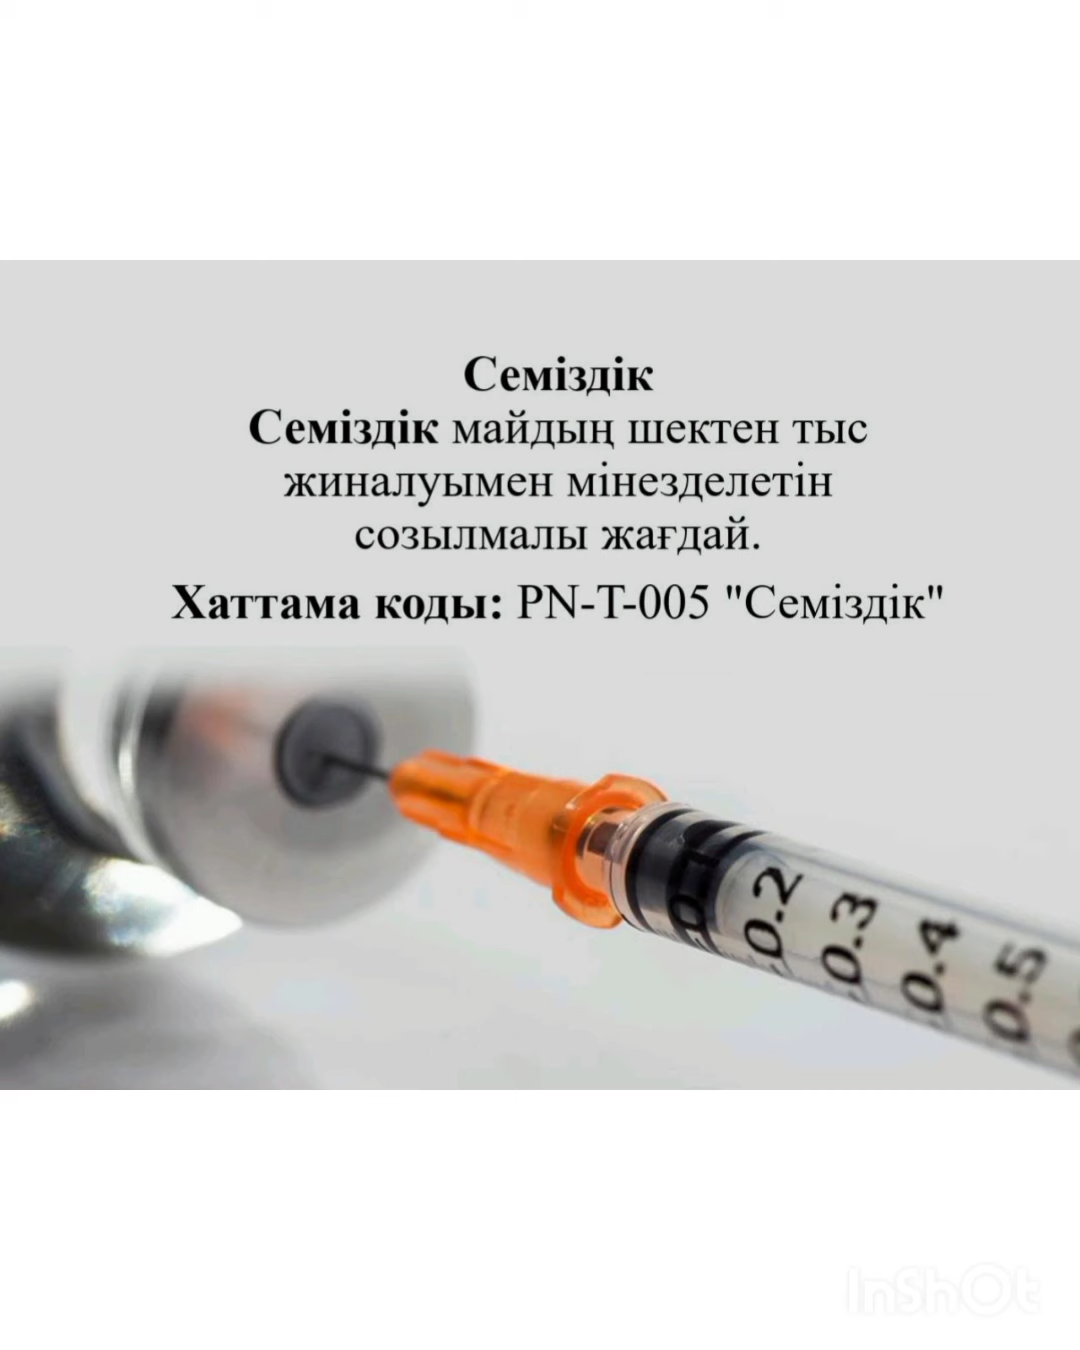 Семіздік
Семіздік майдың шектен тыс
жиналуымен мінезделетін
созылмалы жағдай.
Хаттама коды: PN-T-005 "Семіздік"
0.1
0.2
0.3
0.4
0.5
InShOt